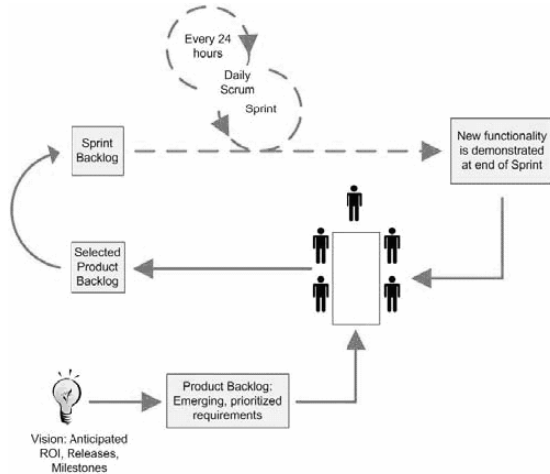 Every 24
hours
Daily
Scrum
Sprint
Sprint
Backlog
New functionality
is demonstrated
at end of Sprint
Selected
Product
Backlog
Product Backlog:
Emerging, prioritized
requirements
Vision: Anticipated
ROI, Releases,
Milestones